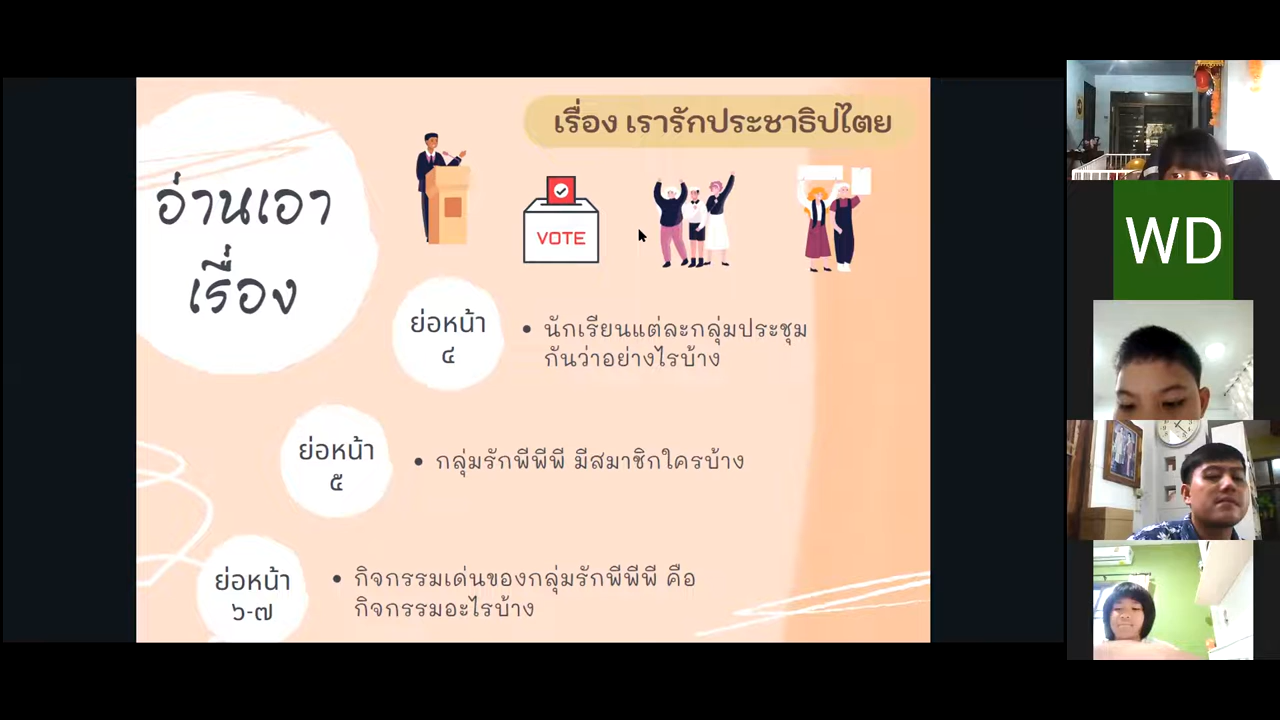 เรื่อง เรารักประชาธิปไตย
อ่านเอา
เรื่อง
VOTE
ย่อหน้า
๔
• นักเรียนแต่ละกลุ่มประชุม
กันว่าอย่างไรบ้าง
ย่อหน้า
๕
• กลุ่มรักพีพีพี มีสมาชิกใครบ้าง
ย่อหน้า
๖-๗
• กิจกรรมเด่นของกลุ่มรักพีพีพี คือ
กิจกรรมอะไรบ้าง
WD